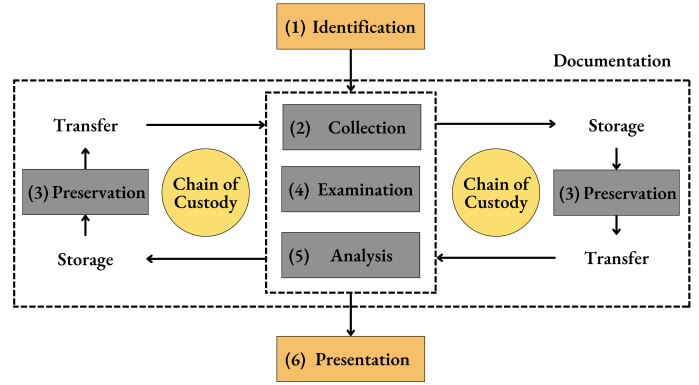 (1) Identification
Documentation
Transfer
(2) Collection
Storage
(3) Preservation
Chain of
Custody
(4) Examination
Chain of
Custody
(3) Preservation
Storage
(5) Analysis
Transfer
(6) Presentation